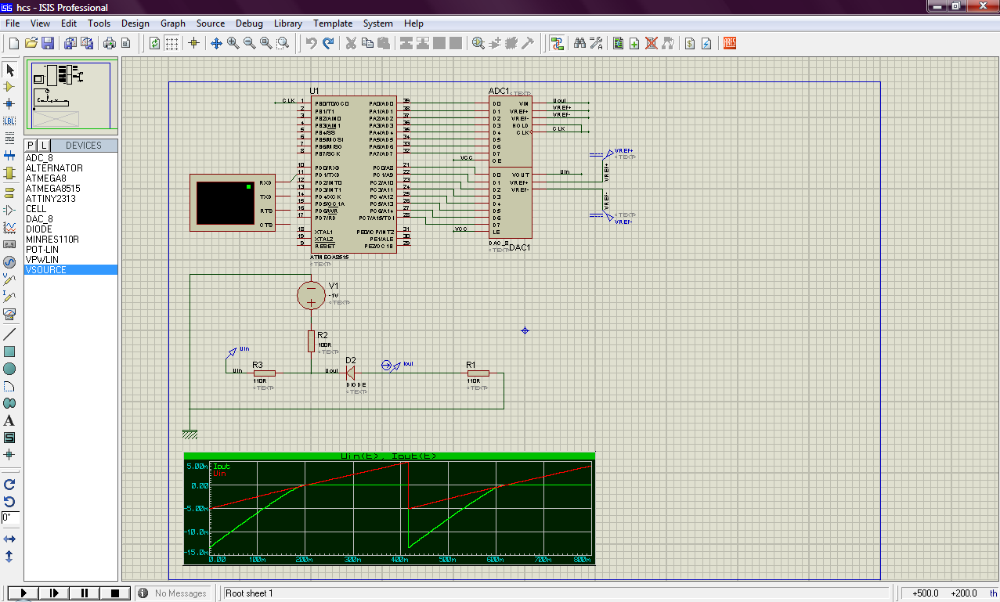 hcs - ISIS Professional
File View Edit Tools Design Graph Source Debug Library Template System Help
ARES
LBL
P L DEVICES
ADC_8
ALTERNATOR
ATMEGA8
ATMEGA8515
ATTINY2313
CELL
DAC_8
DIODE
MINRES110R
POT-LIN
VPWLIN
VSOURCE
0°
U1
CLK 1 PB0/T0/OC0 PA0/AD0 39
2 PB1/T1 PA1/AD1 38
3 PB2/AIN0 PA2/AD2 37
4 PB3/AIN1 PA3/AD3 36
5 PB4/SS PA4/AD4 35
6 PB5/MOSI PA5/AD5 34
7 PB6/MISO PA6/AD6 33
8 PB7/SCK PA7/AD7 32
10 PD0/RXD PC0/A8 21
11 PD1/TXD PC1/A9 22
12 PD2/INT0 PC2/A10 23
13 PD3/INT1 PC3/A11 24
14 PD4/XCK PC4/A12 25
15 PD5/OC1A PC5/A13 26
16 PD6/WR PC6/A14 27
17 PD7/RD PC7/A15/TDI 28
18 XTAL1 PE0/ICP/INT2 31
19 XTAL2 PE1/ALE 30
9 RESET PE2/OC1B 29
ATMEGA8515
<TEXT>
RXD
TXD
RTS
CTS
ADC1
<TEXT>
D0 VIN Uout
D1 VREF+ VREF+
D2 VREF- VREF-
D3 HOLD
D4 CLK CLK
D5
D6
D7
VCC OE
D0 VOUT Uin
D1 VREF+
D2 VREF-
D3
D4
D5
D6
D7
VCC LE
DAC_8 DAC1
<TEXT>
VREF+
<TEXT>
VREF+
VREF-
<TEXT>
VREF-
V1
-1V
<TEXT>
R2
100R
<TEXT>
Uin
Uin
R3
110R
<TEXT>
Uout
D2
DIODE
<TEXT>
Iout
R1
110R
<TEXT>
Uin(t), Iout(t)
Iout
Uin
5.00m
0.00
-5.00m
-10.0m
-15.0m
0.00 100m 200m 300m 400m 500m 600m 700m 800m
No Messages Root sheet 1 +500.0 +200.0 th